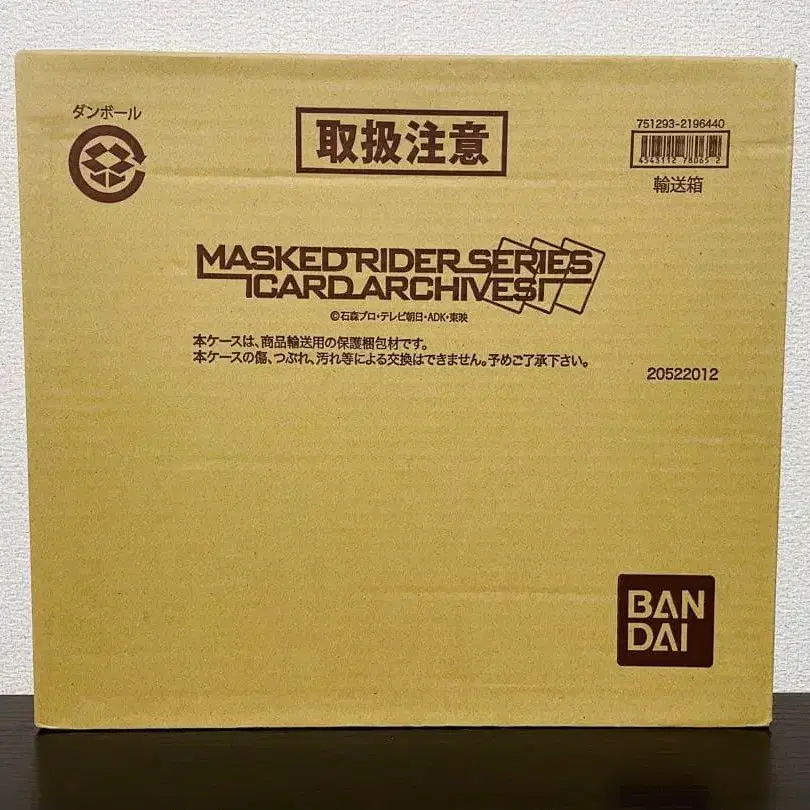 ダンボール
取扱注意
751293-2196440
4543112 78065 2
輸送箱
MASKED RIDER SERIES
CARD ARCHIVES
©石森プロ・テレビ朝日・ADK・東映
本ケースは、商品輸送用の保護梱包材です。
本ケースの傷、つぶれ、汚れ等による交換はできません。予めご了承下さい。
20522012
BAN
DAI